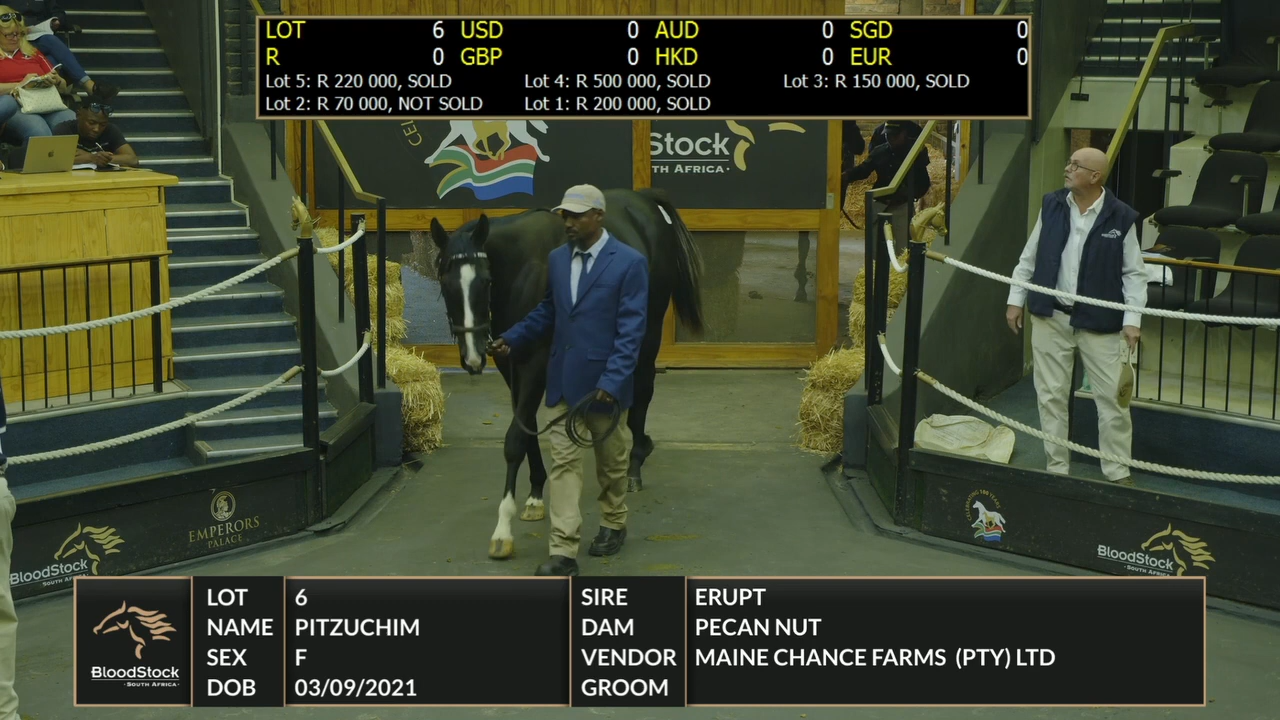 LOT 6 USD 0 AUD 0 SGD 0
R 0 GBP 0 HKD 0 EUR 0
Lot 5: R 220 000, SOLD Lot 4: R 500 000, SOLD Lot 3: R 150 000, SOLD
Lot 2: R 70 000, NOT SOLD Lot 1: R 200 000, SOLD
CEL
Stock
TH AFRICA·
EMPERORS
PALACE
BloodStock
SOUTH AFRICA
BloodStock
SOUTH AFRICA
LOT 6 SIRE ERUPT
NAME PITZUCHIM DAM PECAN NUT
SEX F VENDOR MAINE CHANCE FARMS (PTY) LTD
DOB 03/09/2021 GROOM
BloodStock
·SOUTH AFRICA·